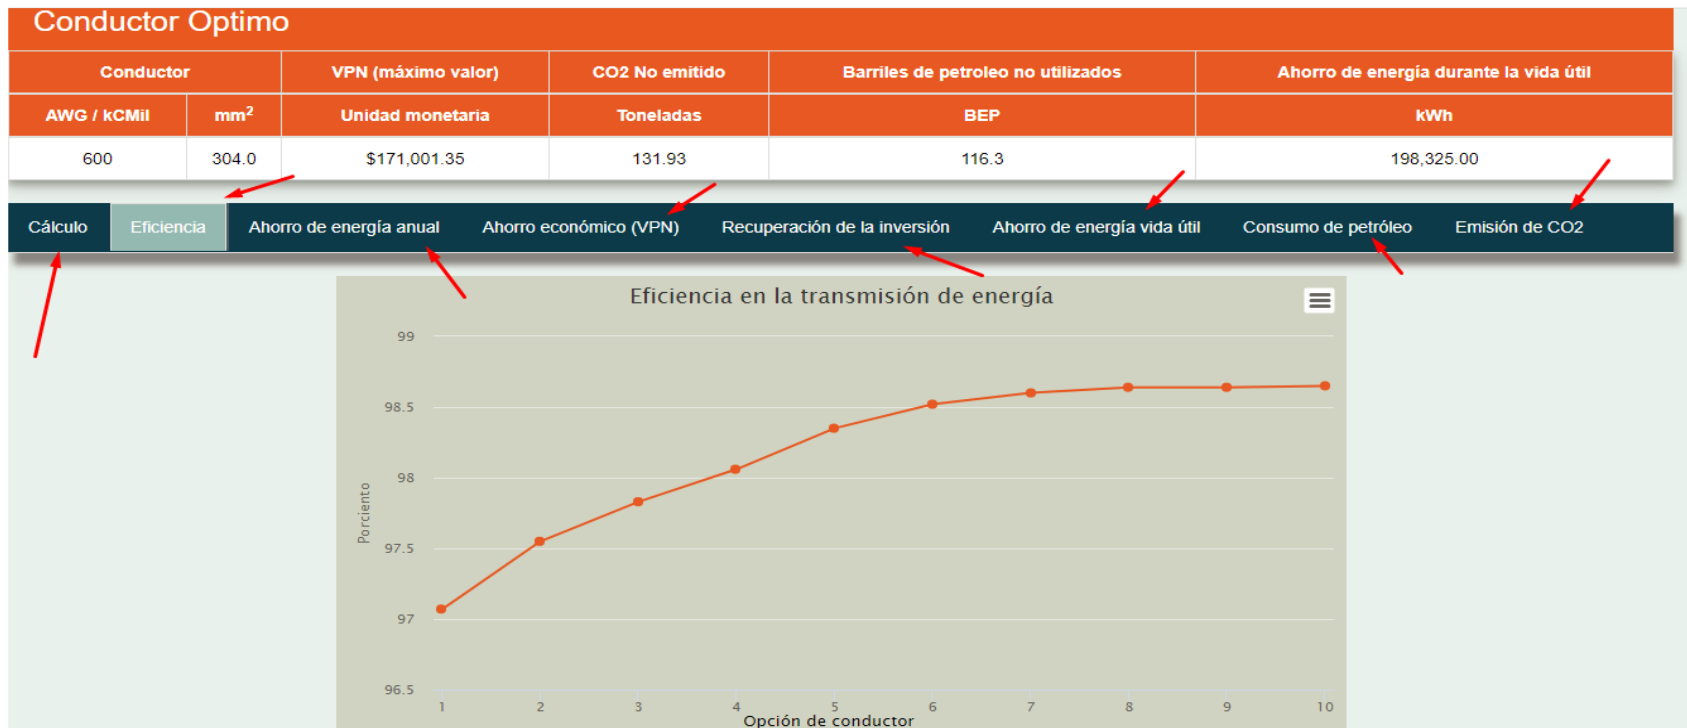 Conductor Optimo
Conductor VPN (máximo valor) CO2 No emitido Barriles de petroleo no utilizados Ahorro de energía durante la vida útil
AWG / kCMil mm² Unidad monetaria Toneladas BEP kWh
600 304.0 $171,001.35 131.93 116.3 198,325.00
Cálculo Eficiencia Ahorro de energía anual Ahorro económico (VPN) Recuperación de la inversión Ahorro de energía vida útil Consumo de petróleo Emisión de CO2
Eficiencia en la transmisión de energía
99
98.5
98
97.5
97
96.5
Porciento
1 2 3 4 5 6 7 8 9 10
Opción de conductor